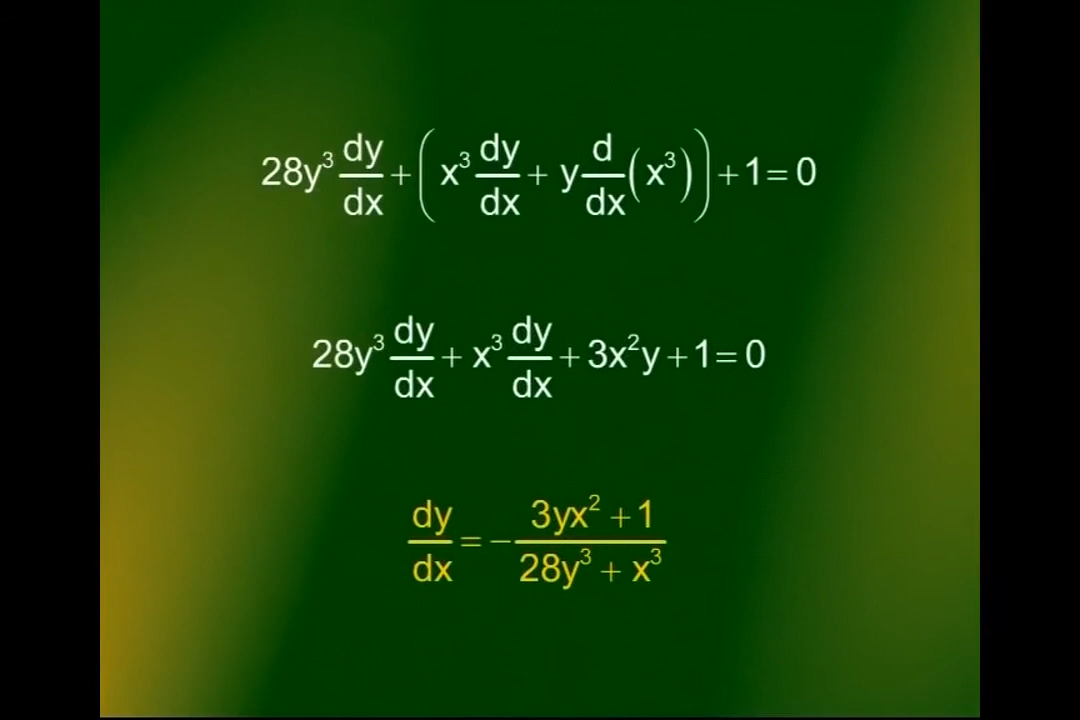 28y³ dy/dx + (x³ dy/dx + y d/dx (x³)) + 1 = 0
28y³ dy/dx + x³ dy/dx + 3x²y + 1 = 0
dy/dx = − (3yx² + 1)/(28y³ + x³)